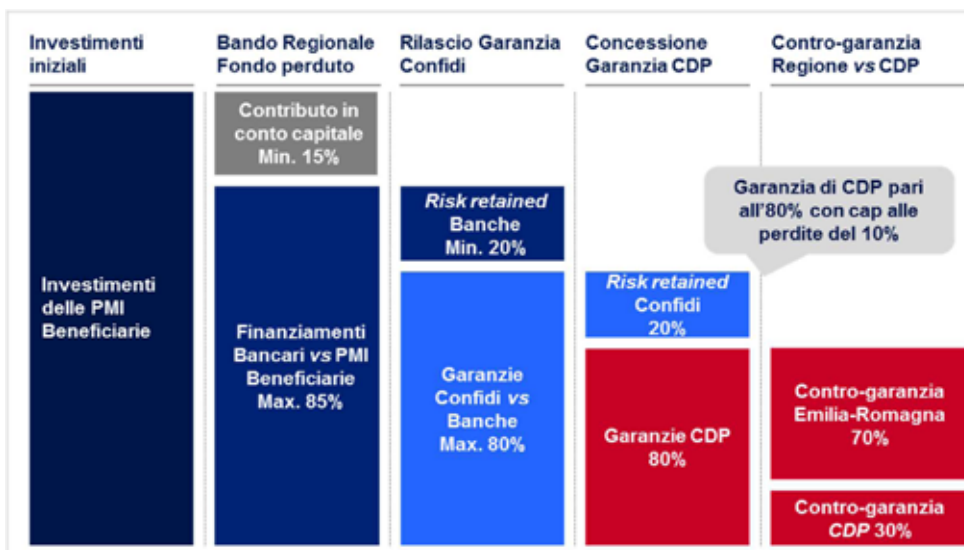 Investimenti
iniziali
Bando Regionale
Fondo perduto
Rilascio Garanzia
Confidi
Concessione
Garanzia CDP
Contro-garanzia
Regione vs CDP
Investimenti
delle PMI
Beneficiarie
Contributo in
conto capitale
Min. 15%
Finanziamenti
Bancari vs PMI
Beneficiarie
Max. 85%
Risk retained
Banche
Min. 20%
Garanzie
Confidi vs
Banche
Max. 80%
Risk retained
Confidi
20%
Garanzie CDP
80%
Garanzia di CDP pari
all'80% con cap alle
perdite del 10%
Contro-garanzia
Emilia-Romagna
70%
Contro-garanzia
CDP 30%